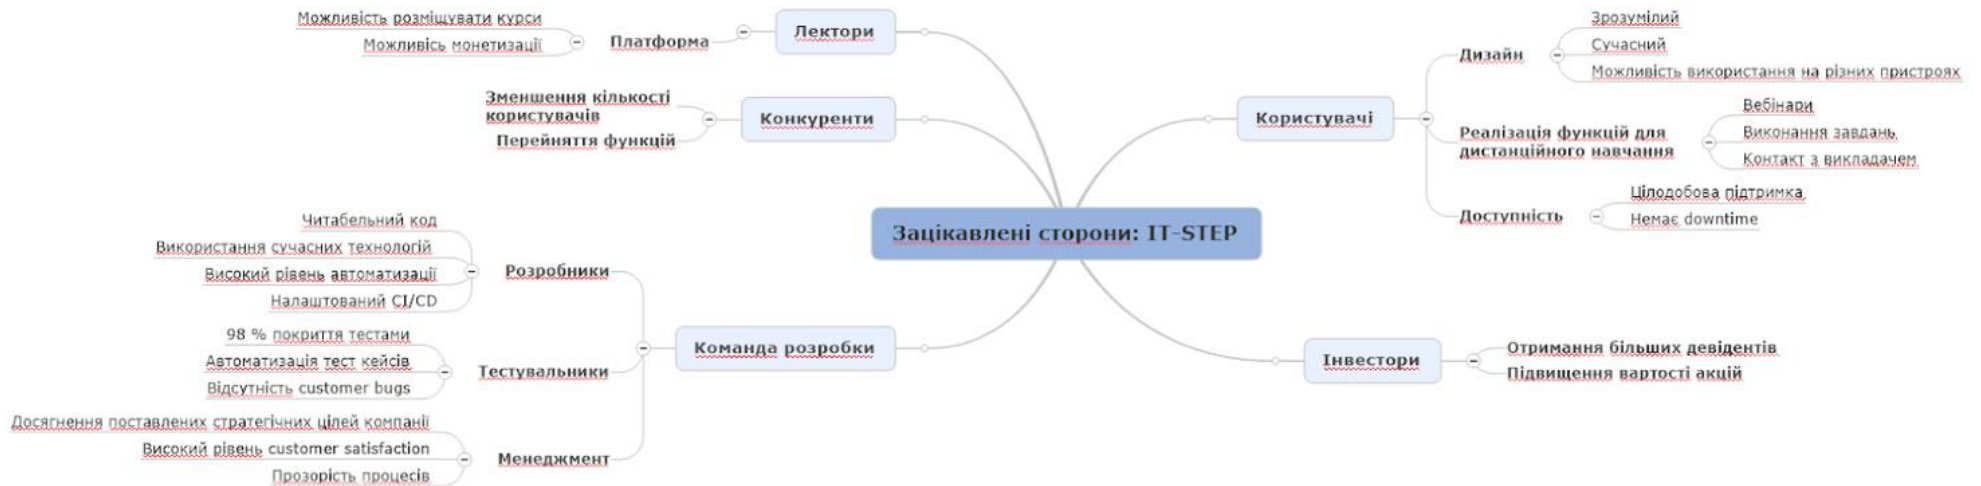 Можливість розміщувати курси
Можливісь монетизації
Платформа
Лектори
Зменшення кількості
користувачів
Перейняття функцій
Конкуренти
Зацікавлені сторони: IT-STEP
Читабельний код
Використання сучасних технологій
Високий рівень автоматизації
Налаштований CI/CD
Розробники
98 % покриття тестами
Автоматизація тест кейсів
Відсутність customer bugs
Тестувальники
Досягнення поставлених стратегічних цілей компанії
Високий рівень customer satisfaction
Прозорість процесів
Менеджмент
Команда розробки
Користувачі
Дизайн
Зрозумілий
Сучасний
Можливість використання на різних пристроях
Реалізація функцій для
дистанційного навчання
Вебінари
Виконання завдань
Контакт з викладачем
Доступність
Цілодобова підтримка
Немає downtime
Інвестори
Отримання більших девідентів
Підвищення вартості акцій